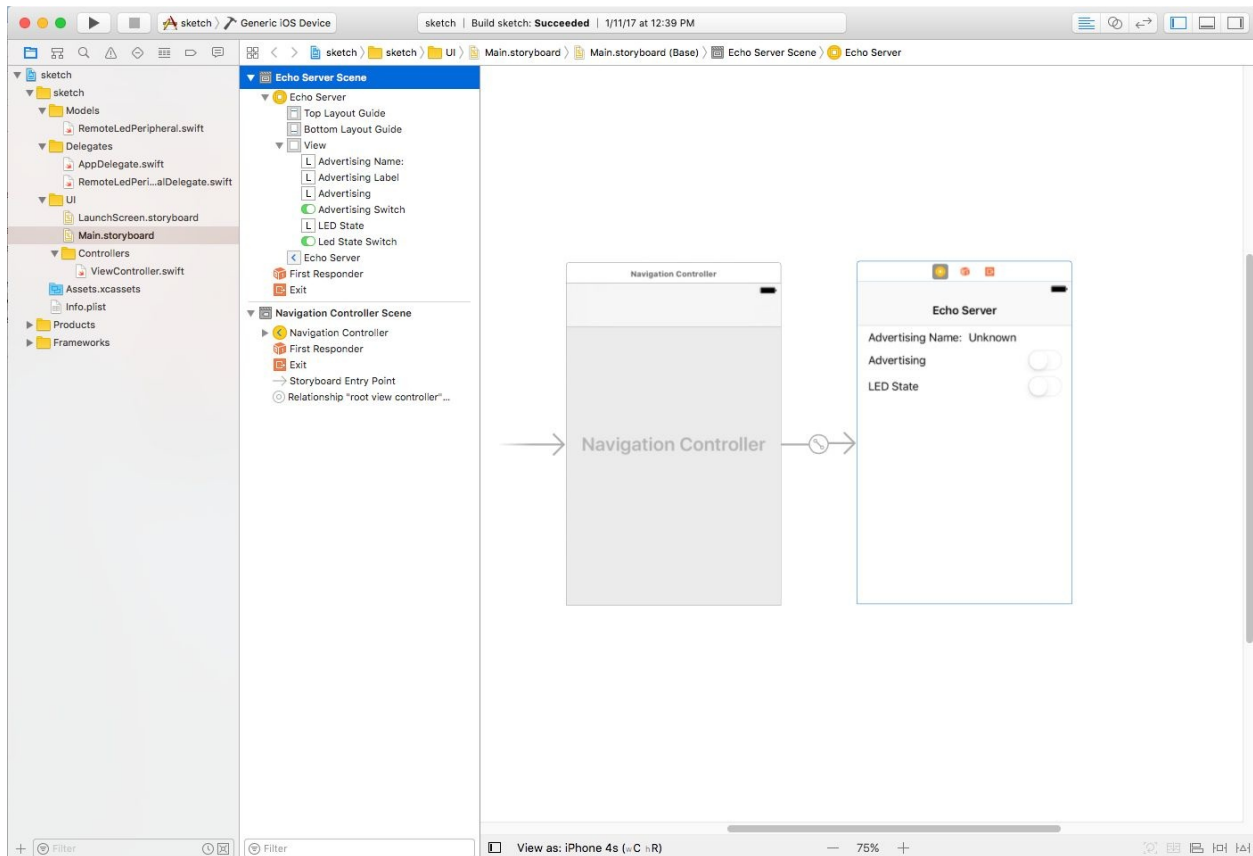 sketch 〉 Generic iOS Device
sketch | Build sketch: Succeeded | 1/11/17 at 12:39 PM
sketch 〉 sketch 〉 UI 〉 Main.storyboard 〉 Main.storyboard (Base) 〉 Echo Server Scene 〉 Echo Server
sketch
sketch
Models
RemoteLedPeripheral.swift
Delegates
AppDelegate.swift
RemoteLedPeri...alDelegate.swift
UI
LaunchScreen.storyboard
Main.storyboard
Controllers
ViewController.swift
Assets.xcassets
Info.plist
Products
Frameworks
Filter
Echo Server Scene
Echo Server
Top Layout Guide
Bottom Layout Guide
View
L Advertising Name:
L Advertising Label
L Advertising
Advertising Switch
L LED State
Led State Switch
Echo Server
First Responder
Exit
Navigation Controller Scene
Navigation Controller
First Responder
Exit
Storyboard Entry Point
Relationship "root view controller"...
Filter
Navigation Controller
Navigation Controller
Echo Server
Advertising Name: Unknown
Advertising
LED State
View as: iPhone 4s (wC hR)
— 75% +